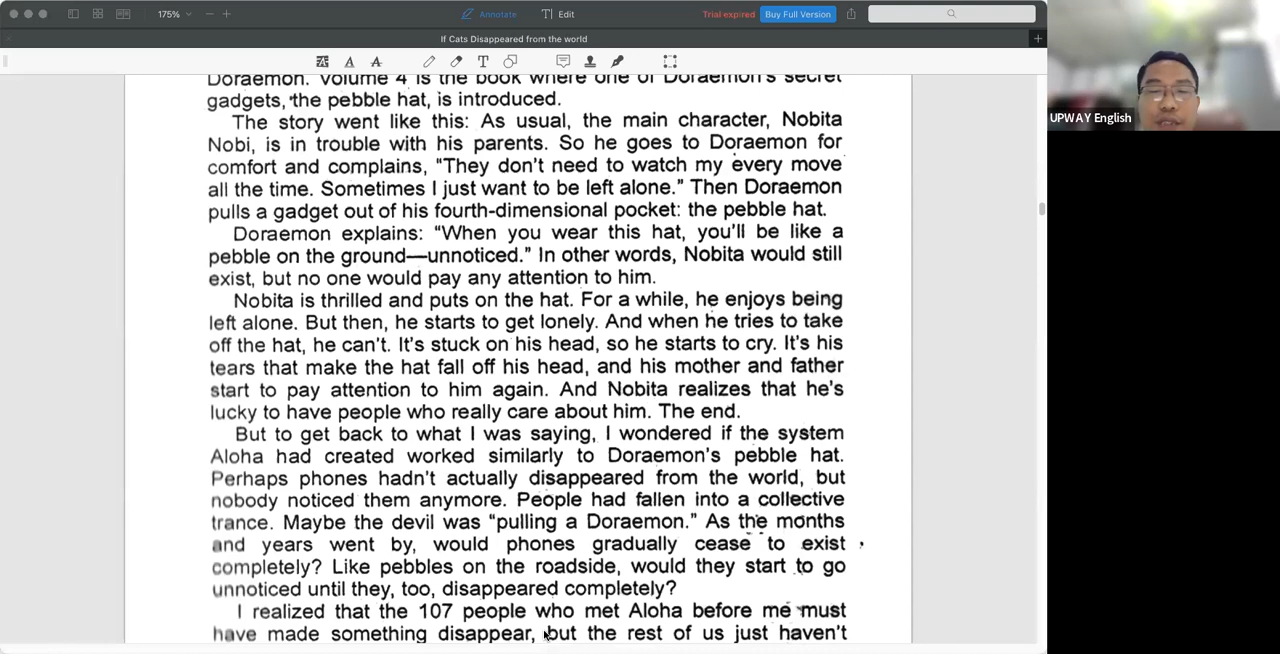 175%
Annotate
Edit
Trial expired
Buy Full Version
If Cats Disappeared from the world
Doraemon. Volume 4 is the book where one of Doraemon's secret
gadgets, the pebble hat, is introduced.
The story went like this: As usual, the main character, Nobita
Nobi, is in trouble with his parents. So he goes to Doraemon for
comfort and complains, "They don't need to watch my every move
all the time. Sometimes I just want to be left alone." Then Doraemon
pulls a gadget out of his fourth-dimensional pocket: the pebble hat.
Doraemon explains: "When you wear this hat, you'll be like a
pebble on the ground—unnoticed." In other words, Nobita would still
exist, but no one would pay any attention to him.
Nobita is thrilled and puts on the hat. For a while, he enjoys being
left alone. But then, he starts to get lonely. And when he tries to take
off the hat, he can't. It's stuck on his head, so he starts to cry. It's his
tears that make the hat fall off his head, and his mother and father
start to pay attention to him again. And Nobita realizes that he's
lucky to have people who really care about him. The end.
But to get back to what I was saying, I wondered if the system
Aloha had created worked similarly to Doraemon's pebble hat.
Perhaps phones hadn't actually disappeared from the world, but
nobody noticed them anymore. People had fallen into a collective
trance. Maybe the devil was "pulling a Doraemon." As the months
and years went by, would phones gradually cease to exist
completely? Like pebbles on the roadside, would they start to go
unnoticed until they, too, disappeared completely?
I realized that the 107 people who met Aloha before me must
have made something disappear, but the rest of us just haven't
UPWAY English